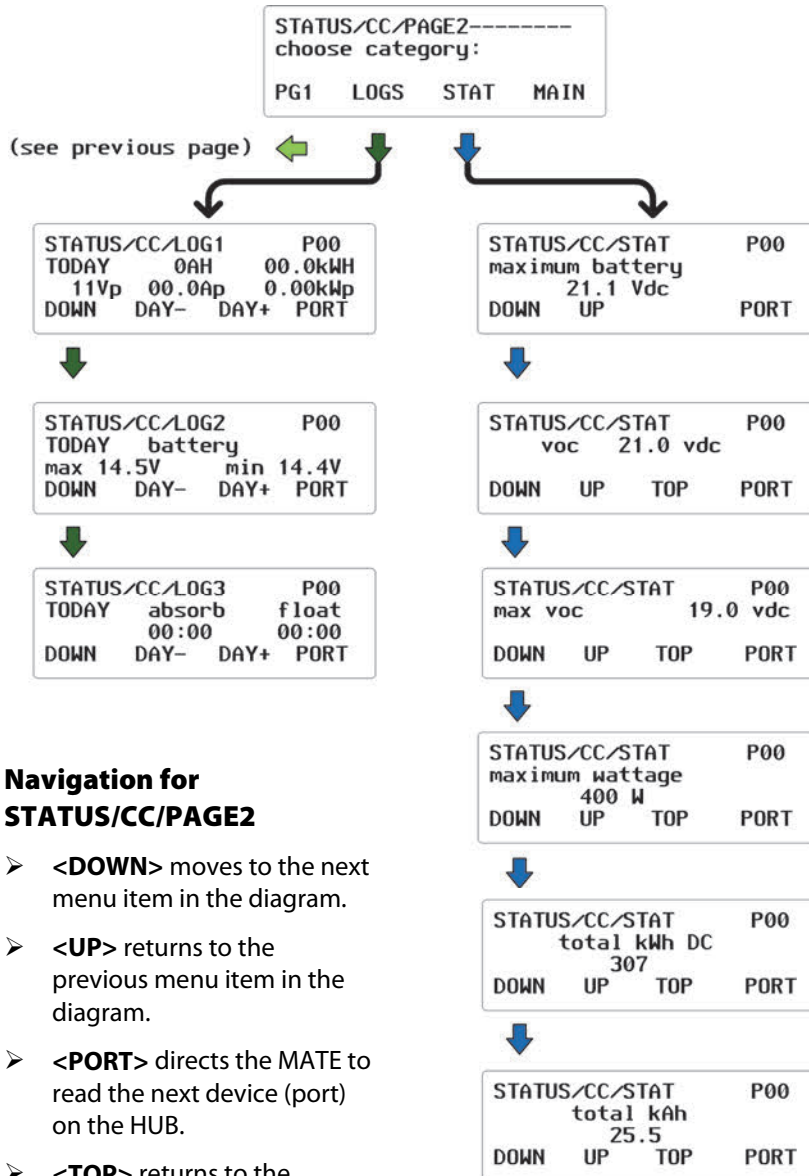 STATUS/CC/PAGE2--------
choose category:
PG1 LOGS STAT MAIN
(see previous page)
STATUS/CC/LOG1 P00
TODAY 0AH 00.0kWH
11Vp 00.0Ap 0.00kWp
DOWN DAY- DAY+ PORT
STATUS/CC/LOG2 P00
TODAY battery
max 14.5V min 14.4V
DOWN DAY- DAY+ PORT
STATUS/CC/LOG3 P00
TODAY absorb float
00:00 00:00
DOWN DAY- DAY+ PORT
STATUS/CC/STAT P00
maximum battery
21.1 Vdc
DOWN UP PORT
STATUS/CC/STAT P00
voc 21.0 vdc
DOWN UP TOP PORT
STATUS/CC/STAT P00
max voc 19.0 vdc
DOWN UP TOP PORT
STATUS/CC/STAT P00
maximum wattage
400 W
DOWN UP TOP PORT
STATUS/CC/STAT P00
total kWh DC
307
DOWN UP TOP PORT
STATUS/CC/STAT P00
total kAh
25.5
DOWN UP TOP PORT
Navigation for
STATUS/CC/PAGE2
➢ <DOWN> moves to the next
menu item in the diagram.
➢ <UP> returns to the
previous menu item in the
diagram.
➢ <PORT> directs the MATE to
read the next device (port)
on the HUB.
➢ <TOP> returns to the